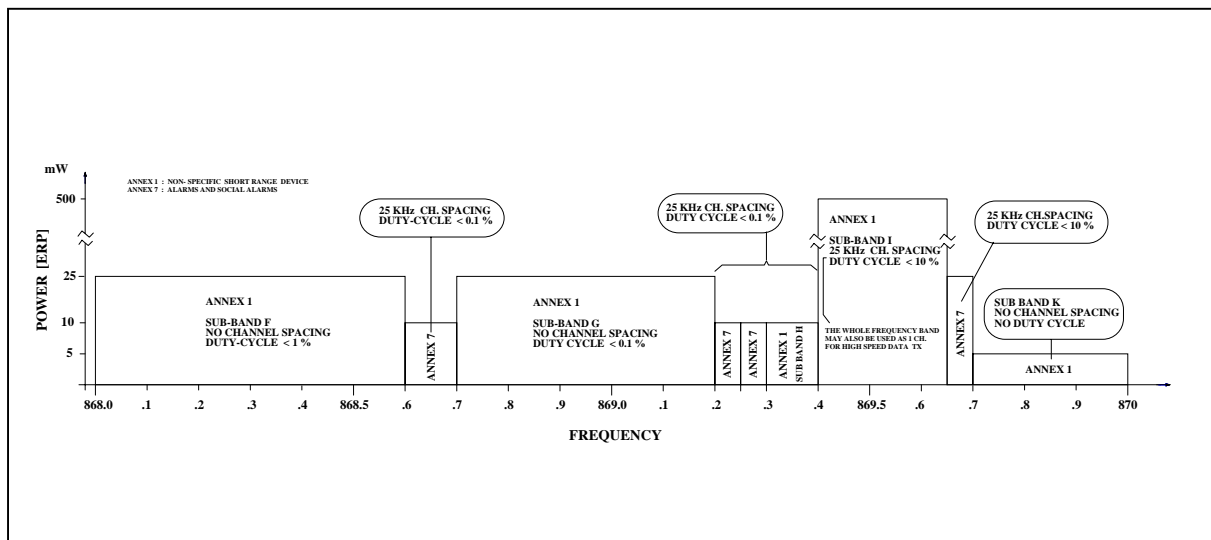 mW
ANNEX 1 : NON- SPECIFIC SHORT RANGE DEVICE
ANNEX 7 : ALARMS AND SOCIAL ALARMS
500
25
10
5
POWER [ERP]
25 KHz CH. SPACING
DUTY-CYCLE < 0.1 %
25 KHz CH. SPACING
DUTY CYCLE < 0.1 %
ANNEX 1
SUB-BAND I
25 KHz CH. SPACING
DUTY CYCLE < 10 %
25 KHz CH.SPACING
DUTY CYCLE < 10 %
ANNEX 1
SUB-BAND F
NO CHANNEL SPACING
DUTY-CYCLE < 1 %
ANNEX 7
ANNEX 1
SUB-BAND G
NO CHANNEL SPACING
DUTY CYCLE < 0.1 %
ANNEX 7
ANNEX 7
ANNEX 1
SUB BAND H
THE WHOLE FREQUENCY BAND
MAY ALSO BE USED AS 1 CH.
FOR HIGH SPEED DATA TX
ANNEX 7
SUB BAND K
NO CHANNEL SPACING
NO DUTY CYCLE
ANNEX 1
868.0 .1 .2 .3 .4 868.5 .6 .7 .8 .9 869.0 .1 .2 .3 .4 869.5 .6 .7 .8 .9 870
FREQUENCY